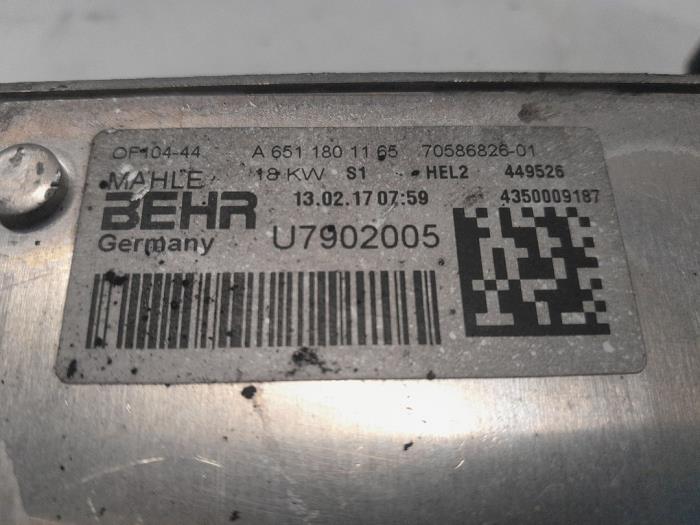 OF104-44 A 651 180 11 65 70586826-01
MAHLE 18 KW S1 HEL2 449526
BEHR 13.02.17 07:59 4350009187
Germany U7902005